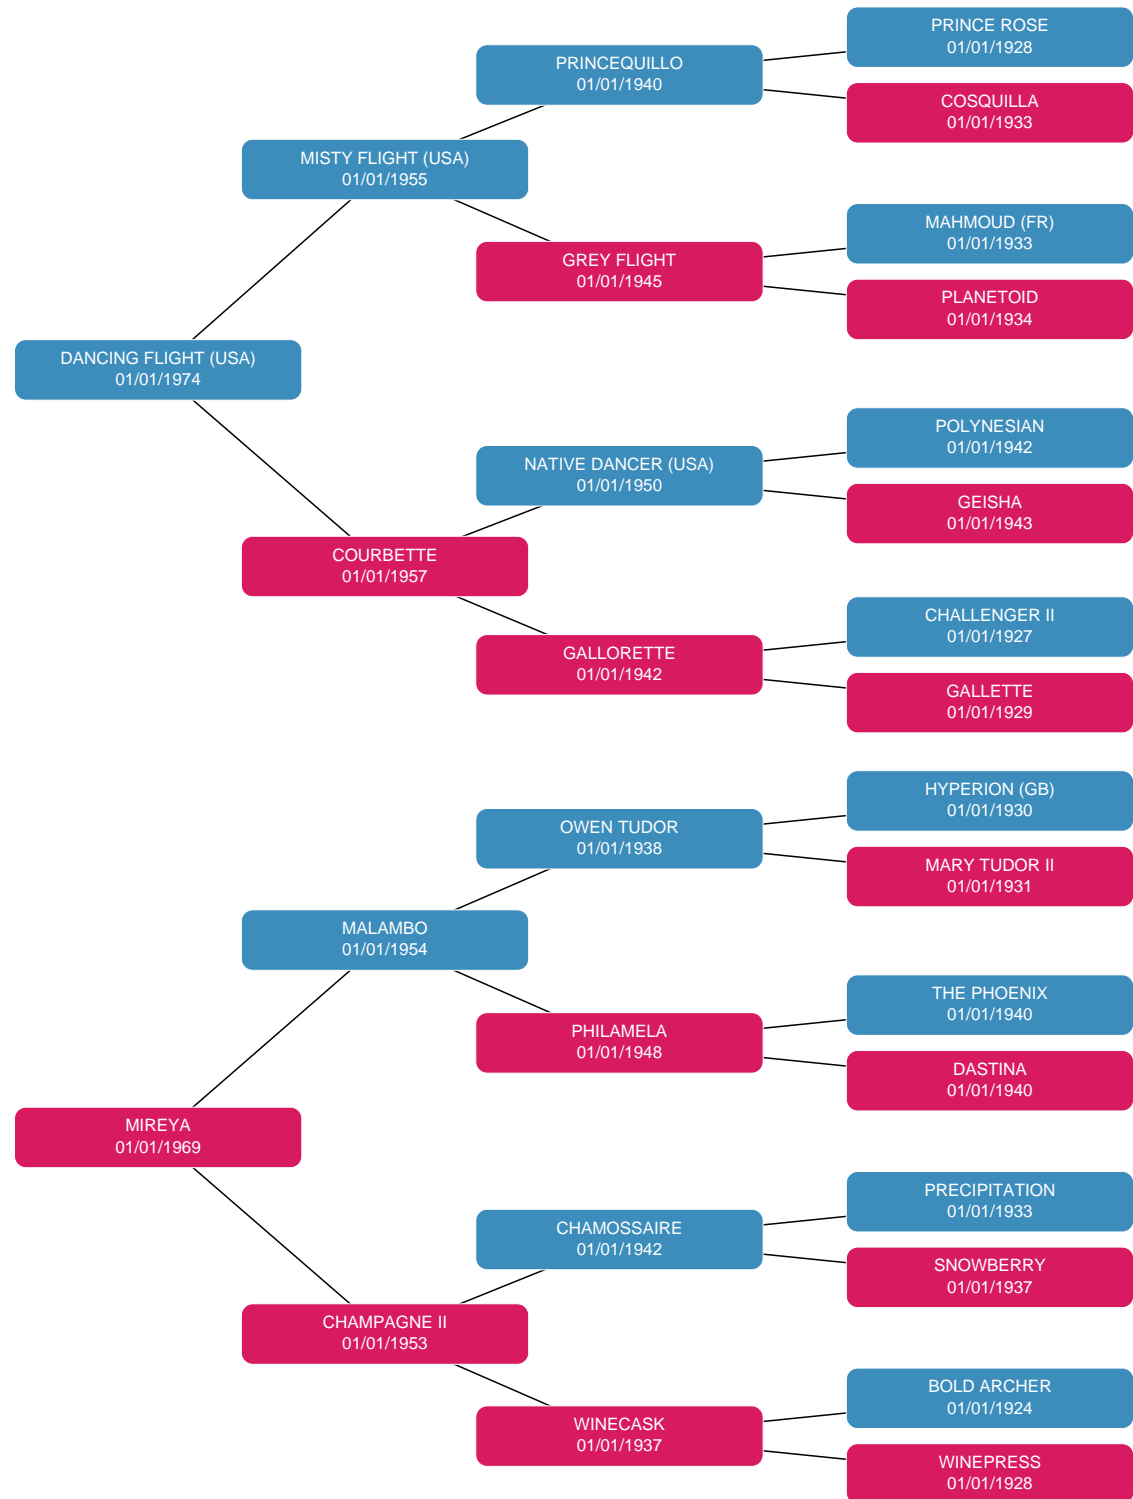 PRINCE ROSE
01/01/1928
PRINCEQUILLO
01/01/1940
COSQUILLA
01/01/1933
MISTY FLIGHT (USA)
01/01/1955
MAHMOUD (FR)
01/01/1933
GREY FLIGHT
01/01/1945
PLANETOID
01/01/1934
DANCING FLIGHT (USA)
01/01/1974
POLYNESIAN
01/01/1942
NATIVE DANCER (USA)
01/01/1950
GEISHA
01/01/1943
COURBETTE
01/01/1957
CHALLENGER II
01/01/1927
GALLORETTE
01/01/1942
GALLETTE
01/01/1929
HYPERION (GB)
01/01/1930
OWEN TUDOR
01/01/1938
MARY TUDOR II
01/01/1931
MALAMBO
01/01/1954
THE PHOENIX
01/01/1940
PHILAMELA
01/01/1948
DASTINA
01/01/1940
MIREYA
01/01/1969
PRECIPITATION
01/01/1933
CHAMOSSAIRE
01/01/1942
SNOWBERRY
01/01/1937
CHAMPAGNE II
01/01/1953
BOLD ARCHER
01/01/1924
WINECASK
01/01/1937
WINEPRESS
01/01/1928